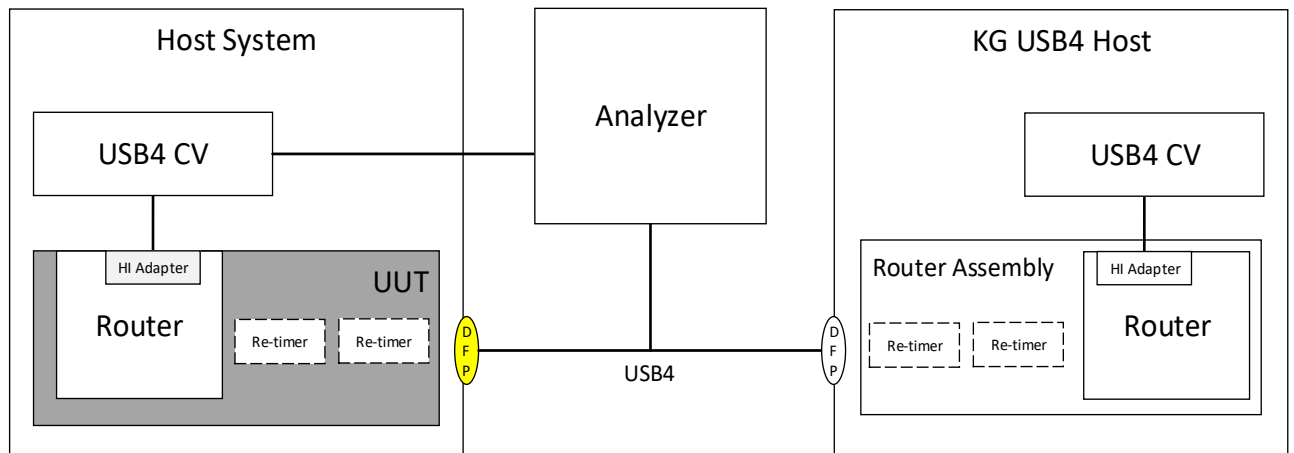 Host System
USB4 CV
HI Adapter
UUT
Router
Re-timer
Re-timer
D
F
P
Analyzer
USB4
KG USB4 Host
USB4 CV
Router Assembly
HI Adapter
Router
Re-timer
Re-timer
D
F
P